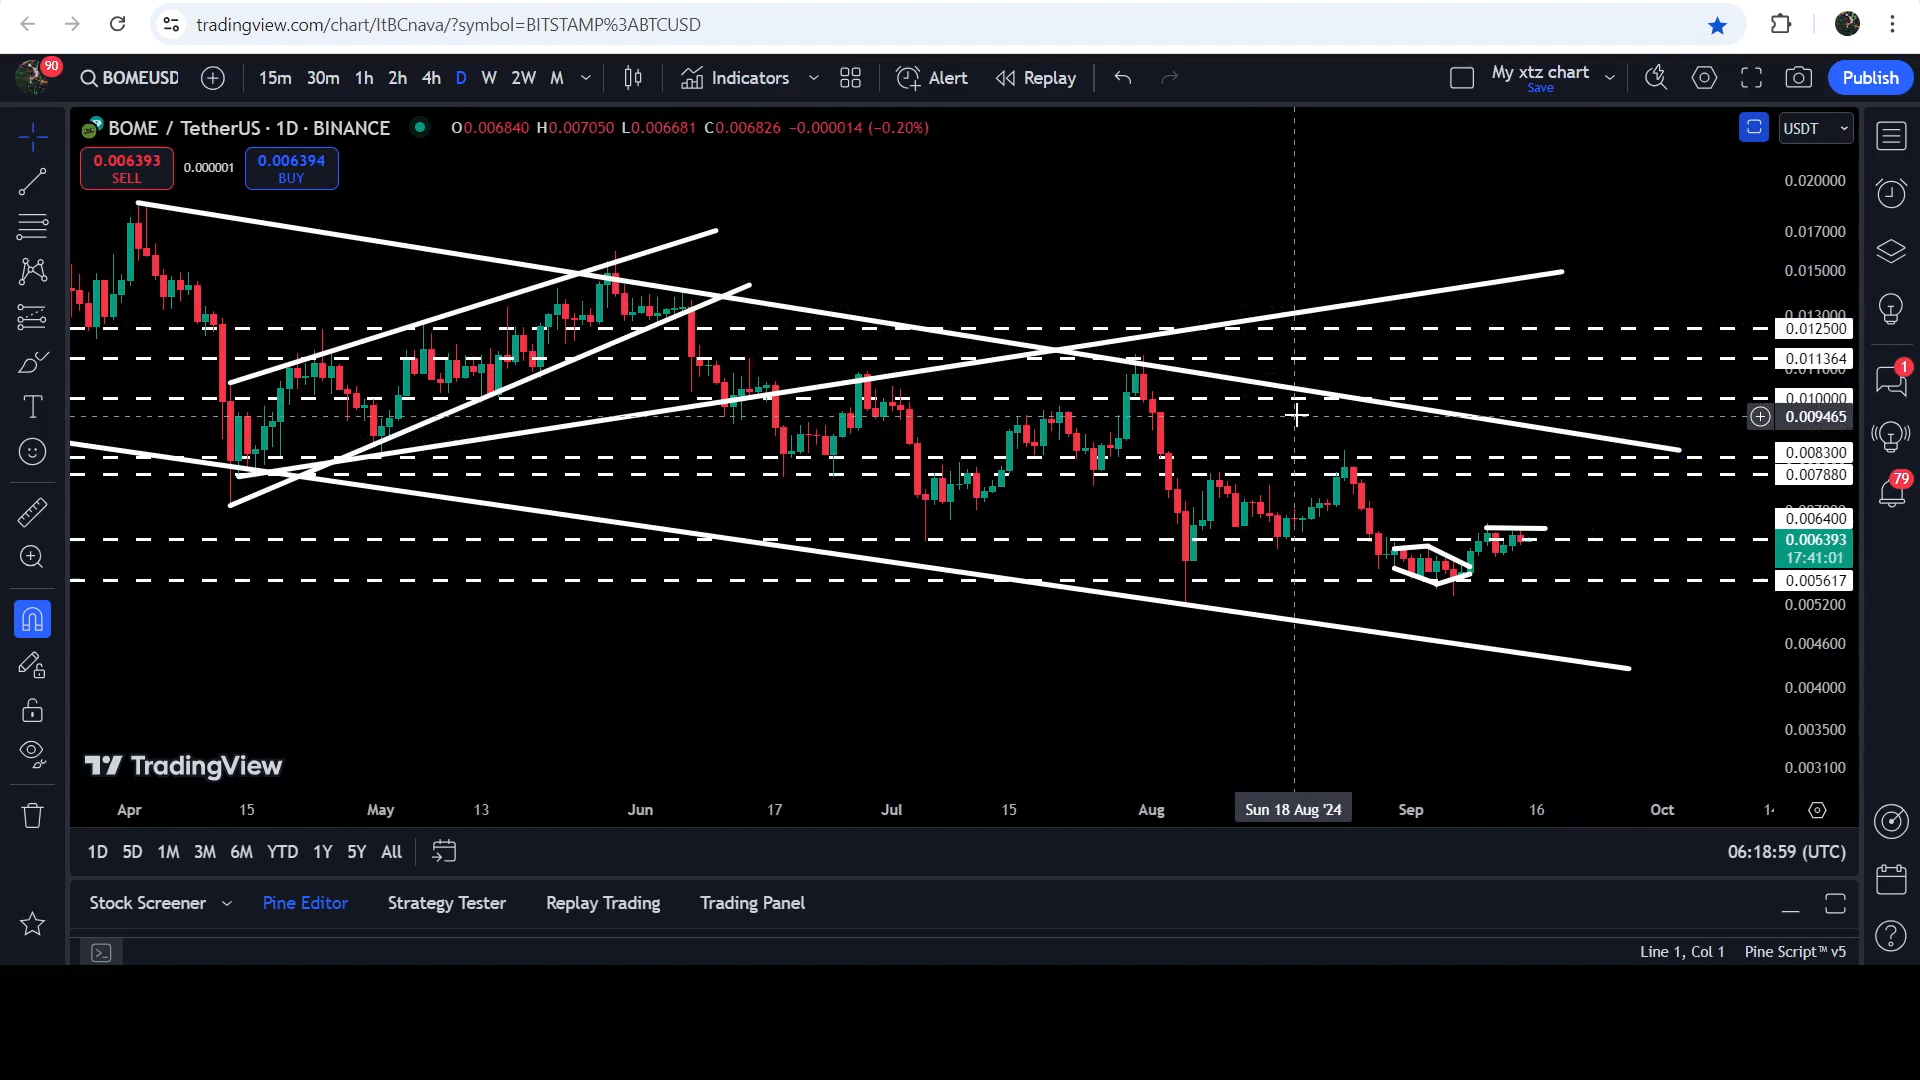 tradingview.com/chart/ItBCnava/?symbol=BITSTAMP%3ABTCUSD
90 BOMEUSD 15m 30m 1h 2h 4h D W 2W M Indicators Alert Replay My xtz chart Save Publish
BOME / TetherUS · 1D · BINANCE O0.006840 H0.007050 L0.006681 C0.006826 −0.000014 (−0.20%) USDT
0.006393 SELL 0.000001 0.006394 BUY
0.020000
0.017000
0.015000
0.013000
0.012500
0.011364
0.011000
0.010000
0.009465
0.008300
0.007880
0.006400
0.006393
17:41:01
0.005617
0.005200
0.004600
0.004000
0.003500
0.003100
1
79
TradingView
Apr 15 May 13 Jun 17 Jul 15 Aug Sun 18 Aug '24 Sep 16 Oct
1D 5D 1M 3M 6M YTD 1Y 5Y All 06:18:59 (UTC)
Stock Screener Pine Editor Strategy Tester Replay Trading Trading Panel
Line 1, Col 1 Pine Script™ v5